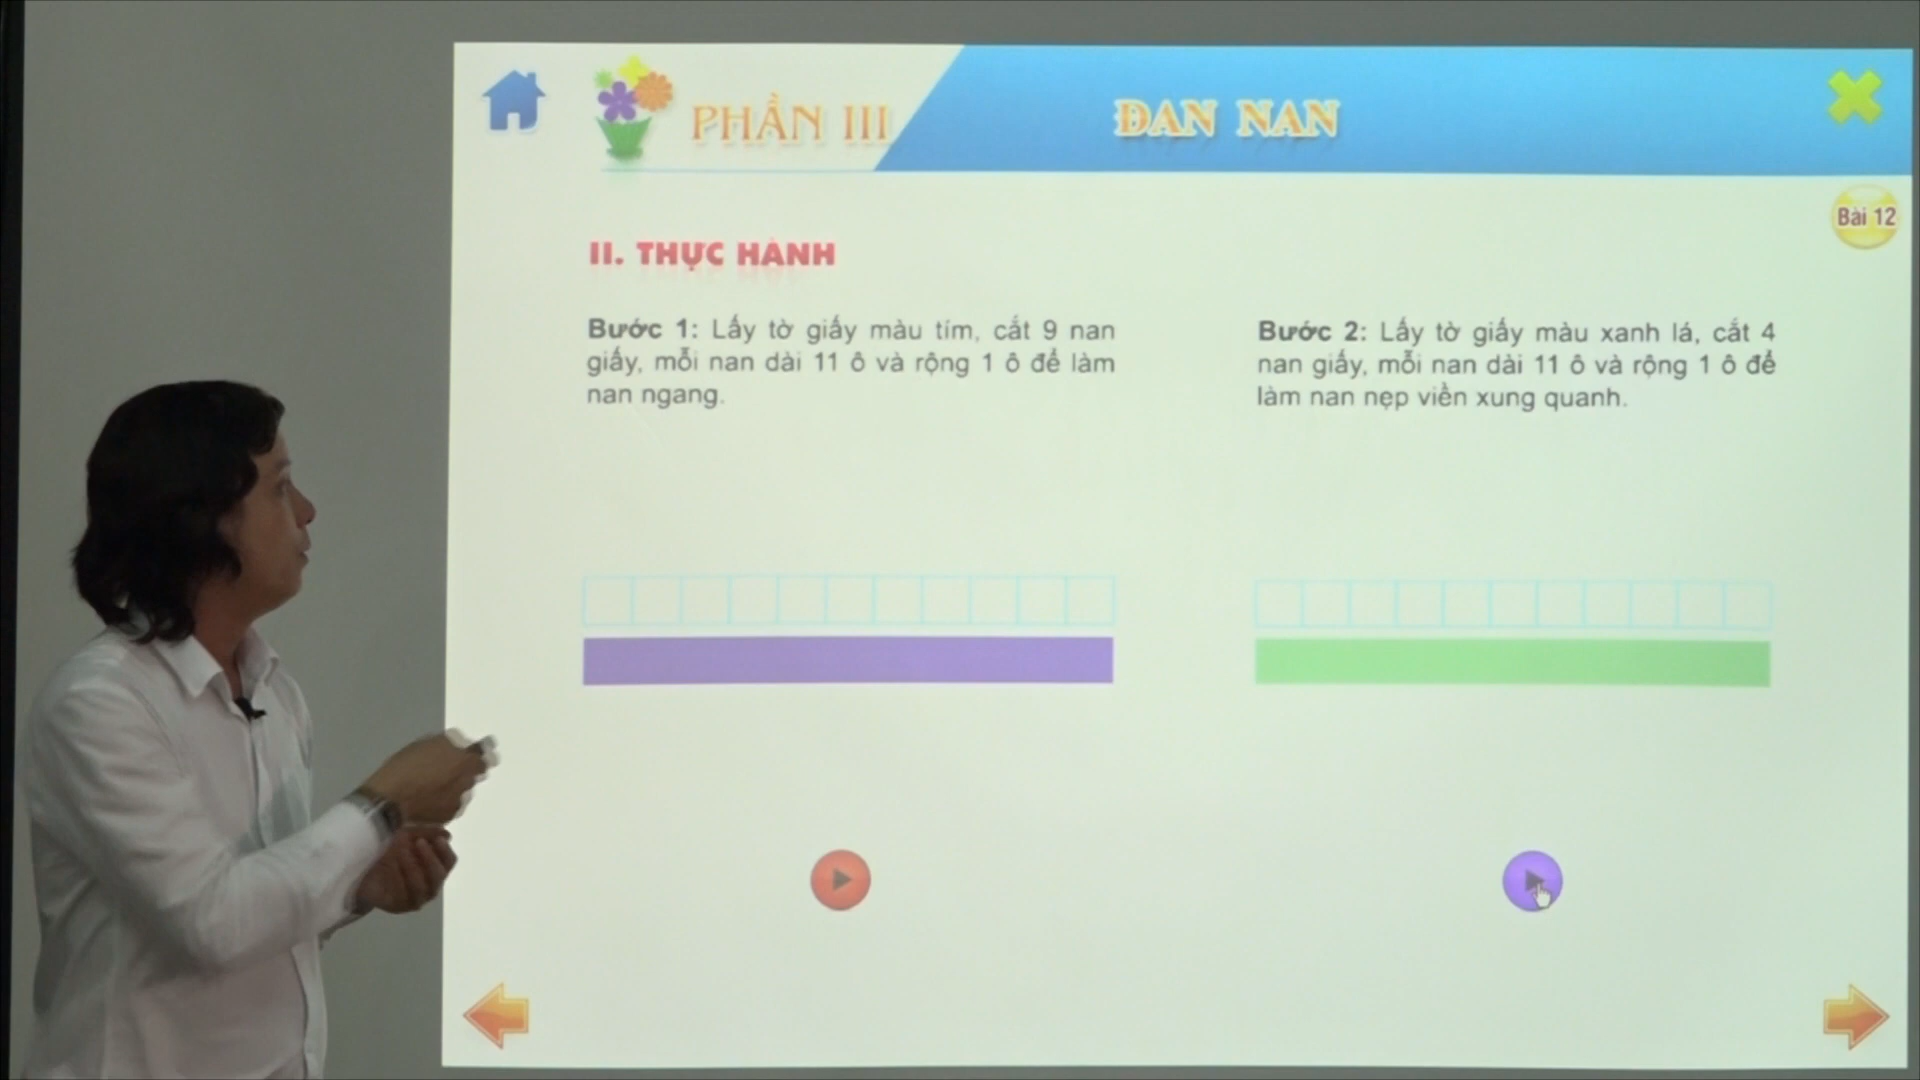 PHẦN III
ĐAN NAN
Bài 12
II. THỰC HÀNH
Bước 1: Lấy tờ giấy màu tím, cắt 9 nan
giấy, mỗi nan dài 11 ô và rộng 1 ô để làm
nan ngang.
Bước 2: Lấy tờ giấy màu xanh lá, cắt 4
nan giấy, mỗi nan dài 11 ô và rộng 1 ô để
làm nan nẹp viền xung quanh.